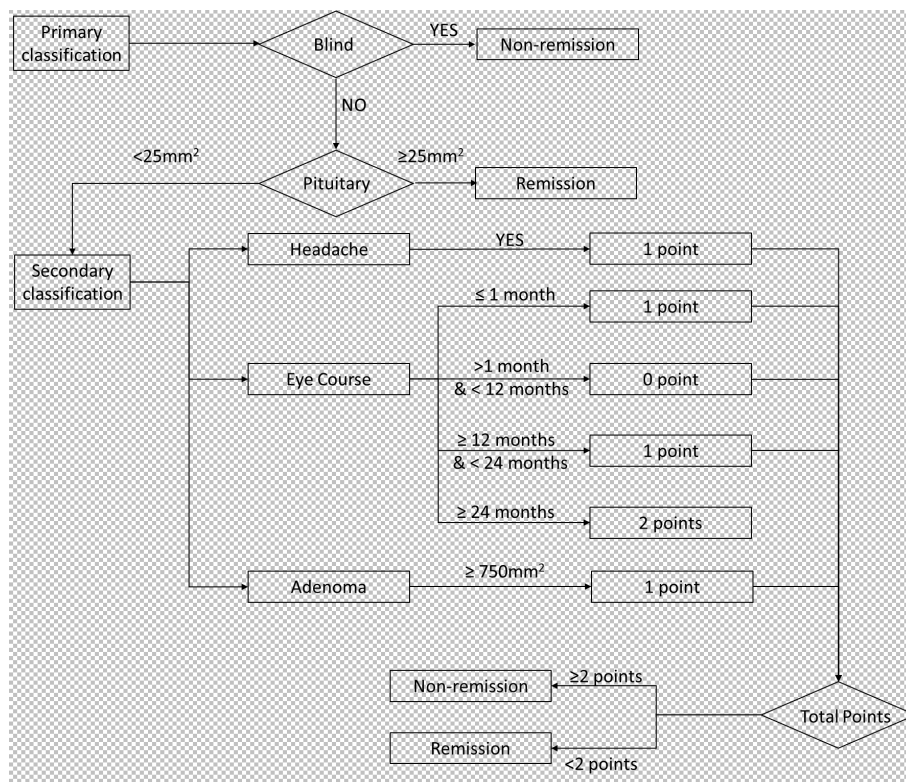 Primary
classification
Blind
YES
Non-remission
NO
<25mm²
Pituitary
≥25mm²
Remission
Secondary
classification
Headache
YES
1 point
≤ 1 month
1 point
Eye Course
>1 month
& < 12 months
0 point
≥ 12 months
& < 24 months
1 point
≥ 24 months
2 points
Adenoma
≥ 750mm²
1 point
Non-remission
≥2 points
Total Points
Remission
<2 points